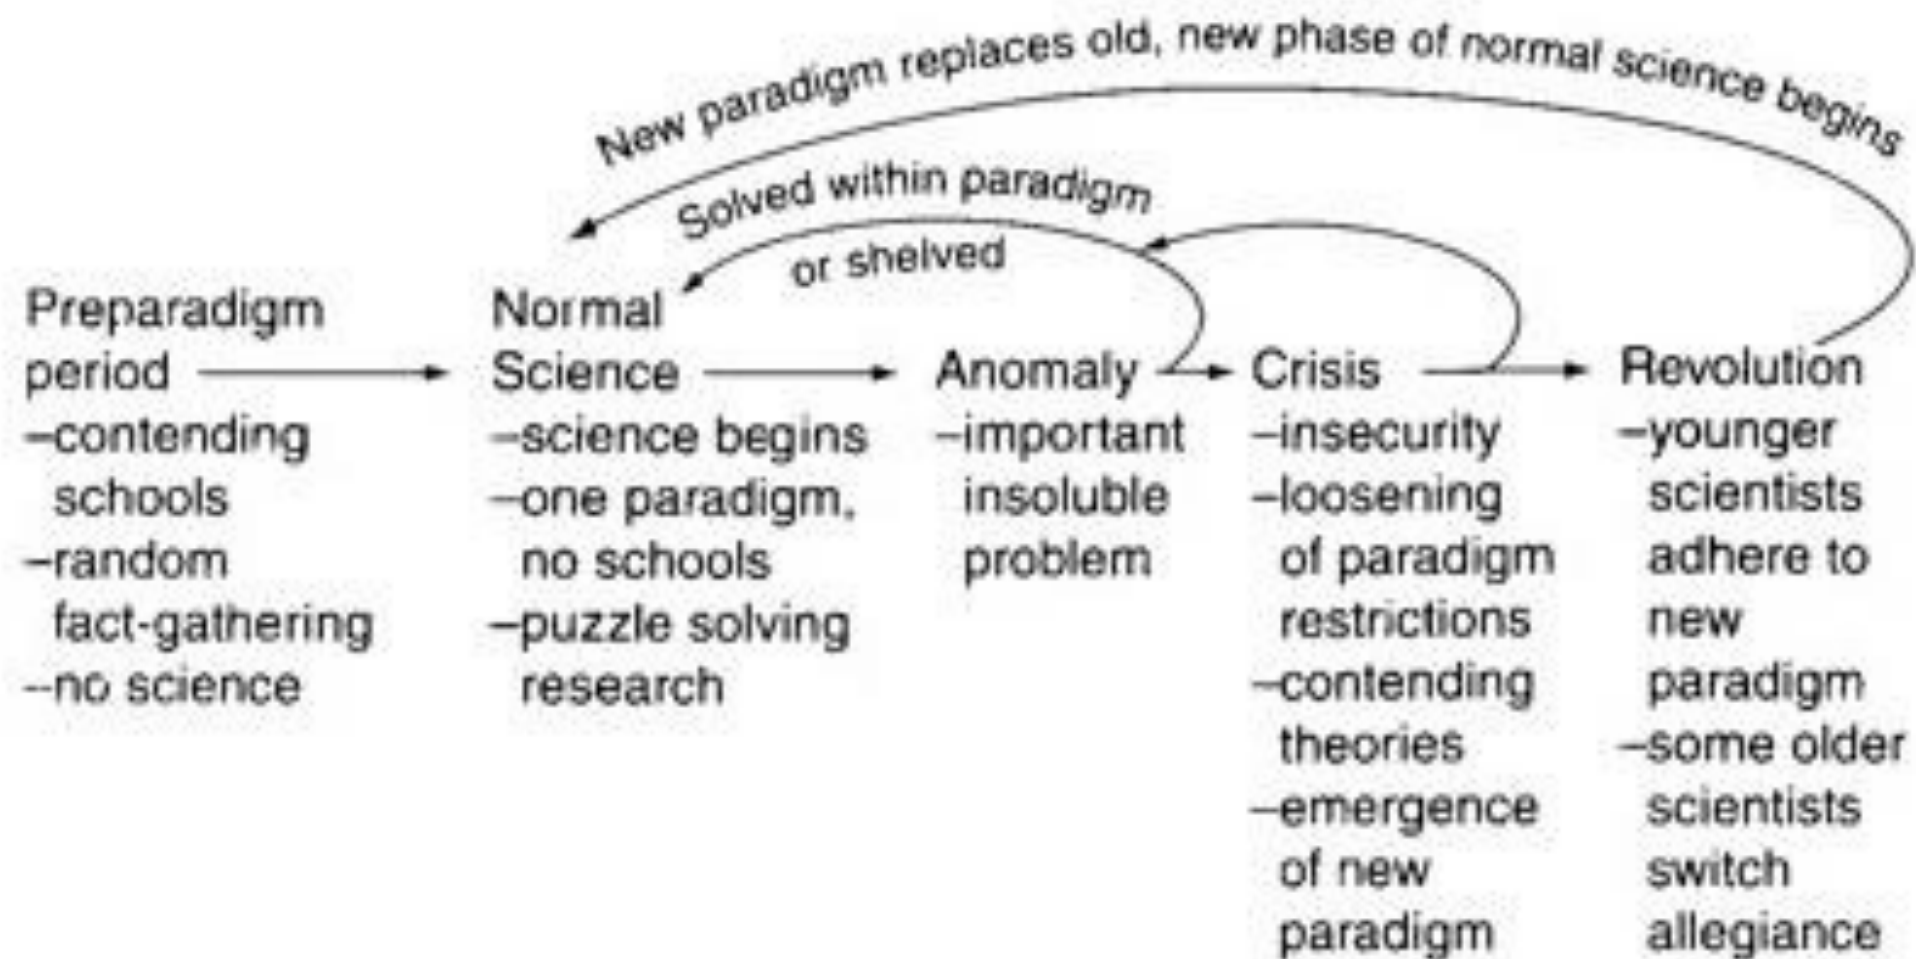 New paradigm replaces old, new phase of normal science begins
Solved within paradigm
or shelved
Preparadigm
period
–contending
schools
–random
fact-gathering
–no science
Normal
Science
–science begins
–one paradigm,
no schools
–puzzle solving
research
Anomaly
–important
insoluble
problem
Crisis
–insecurity
–loosening
of paradigm
restrictions
–contending
theories
–emergence
of new
paradigm
Revolution
–younger
scientists
adhere to
new
paradigm
–some older
scientists
switch
allegiance